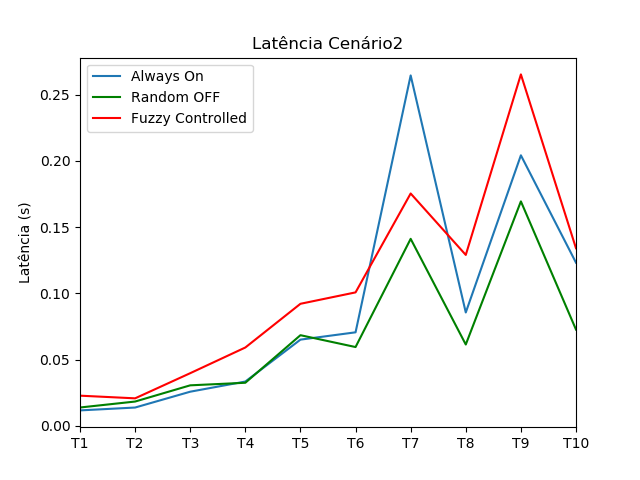 Latência Cenário2
Always On
Random OFF
Fuzzy Controlled
Latência (s)
0.25
0.20
0.15
0.10
0.05
0.00
T1 T2 T3 T4 T5 T6 T7 T8 T9 T10